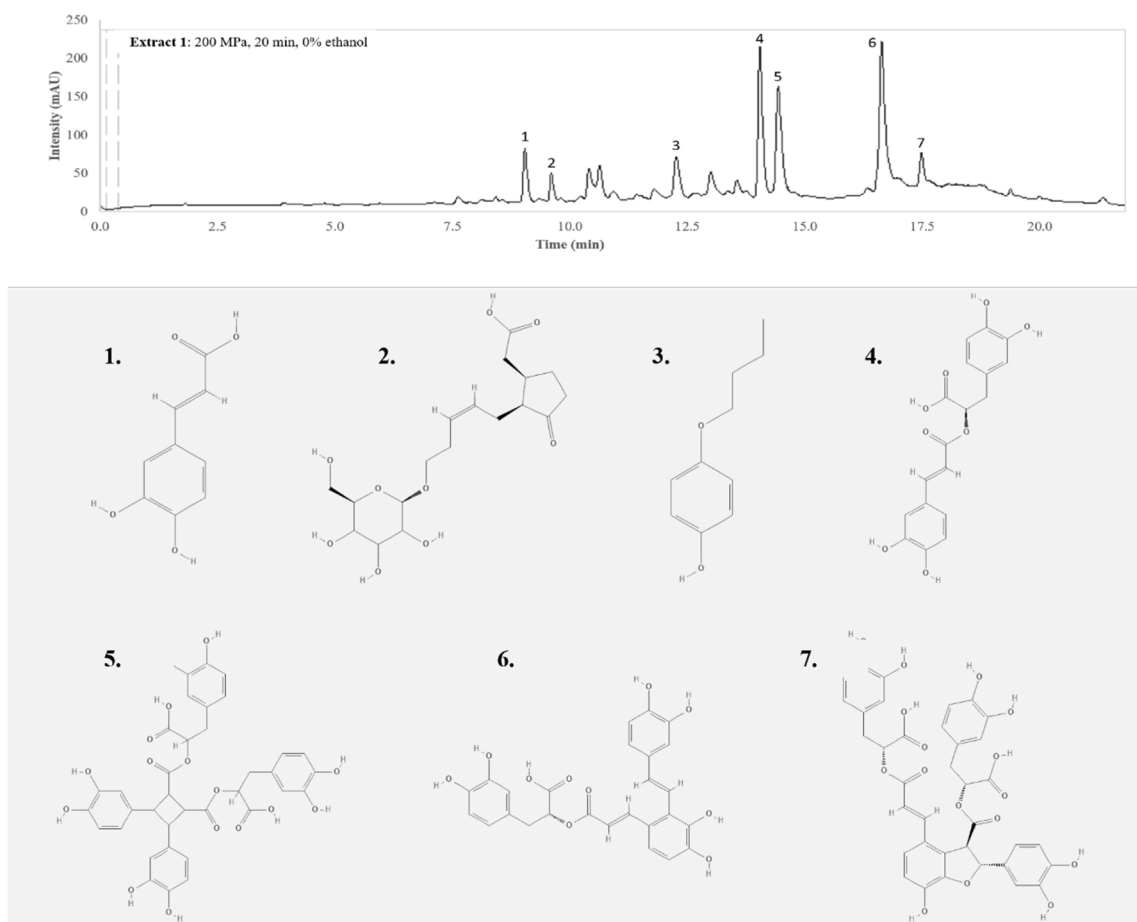 250
200
150
100
50
0
Intensity (mAU)
Extract 1: 200 MPa, 20 min, 0% ethanol
1
2
3
4
5
6
7
0.0 2.5 5.0 7.5 10.0 12.5 15.0 17.5 20.0
Time (min)
1.
H
O
O
H
H
H
O
O
H
2.
H
O
O
H
H
O
H
O
O
O
H
O
O
H
O
H
O
H
3.
O
O
H
4.
H
O
O
H
O
H
O
O
O
H
H
H
O
O
H
5.
H
O
H
O
O
H
O
O
O
H
O
H
O
H
O
O
H
O
H
O
O
H
H
O
H
O
O
H
6.
H
O
O
H
H
O
H
O
H
O
O
H
H
O
O
H
H
O
H
O
O
H
7.
H
O
H
O
O
H
O
H
O
H
O
O
H
O
O
O
H
H
O
O
O
H
O
O
H
O
H